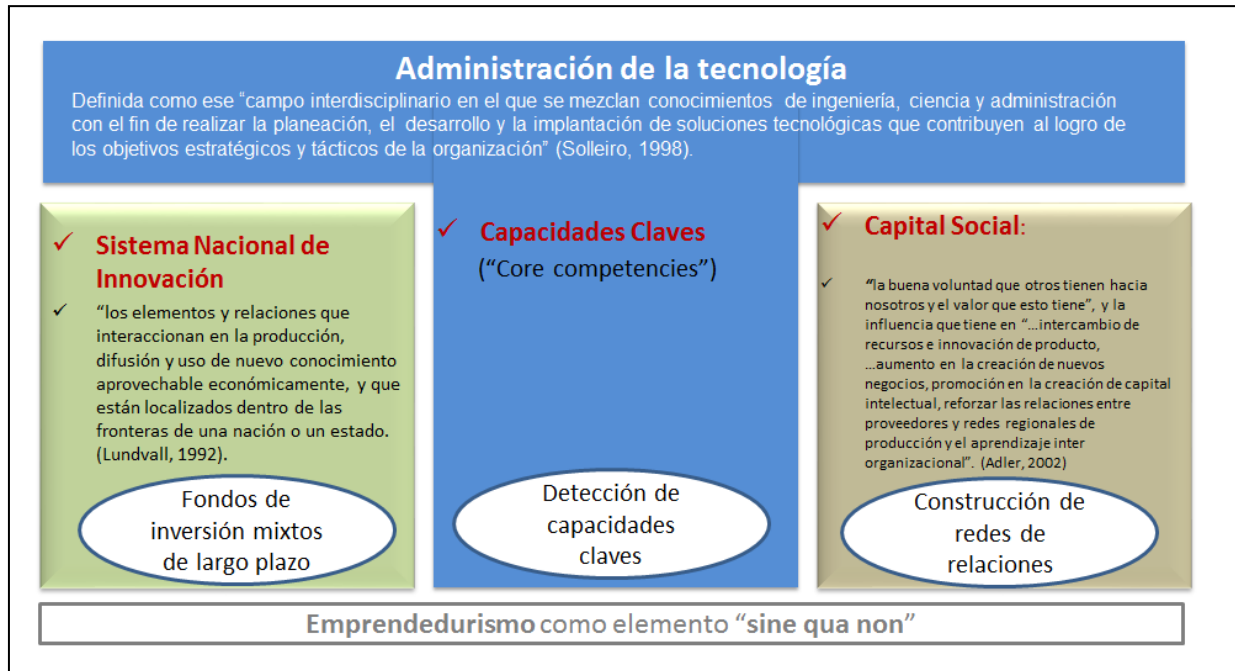 Administración de la tecnología
Definida como ese “campo interdisciplinario en el que se mezclan conocimientos de ingeniería, ciencia y administración
con el fin de realizar la planeación, el desarrollo y la implantación de soluciones tecnológicas que contribuyen al logro de
los objetivos estratégicos y tácticos de la organización” (Solleiro, 1998).
✓ Sistema Nacional de
Innovación
✓ “los elementos y relaciones que
interaccionan en la producción,
difusión y uso de nuevo conocimiento
aprovechable económicamente, y que
están localizados dentro de las
fronteras de una nación o un estado.
(Lundvall, 1992).
Fondos de
inversión mixtos
de largo plazo
✓ Capacidades Claves
(“Core competencies”)
Detección de
capacidades
claves
✓ Capital Social:
✓ “la buena voluntad que otros tienen hacia
nosotros y el valor que esto tiene”, y la
influencia que tiene en “...intercambio de
recursos e innovación de producto,
...aumento en la creación de nuevos
negocios, promoción en la creación de capital
intelectual, reforzar las relaciones entre
proveedores y redes regionales de
producción y el aprendizaje inter
organizacional”. (Adler, 2002)
Construcción de
redes de
relaciones
Emprendedurismo como elemento “sine qua non”